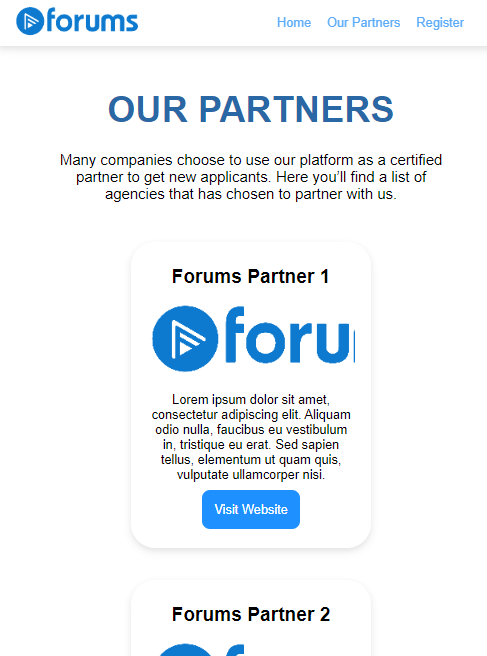 forums
Home Our Partners Register
OUR PARTNERS
Many companies choose to use our platform as a certified
partner to get new applicants. Here you’ll find a list of
agencies that has chosen to partner with us.
Forums Partner 1
foru
Lorem ipsum dolor sit amet,
consectetur adipiscing elit. Aliquam
odio nulla, faucibus eu vestibulum
in, tristique eu erat. Sed sapien
tellus, elementum ut quam quis,
vulputate ullamcorper nisi.
Visit Website
Forums Partner 2